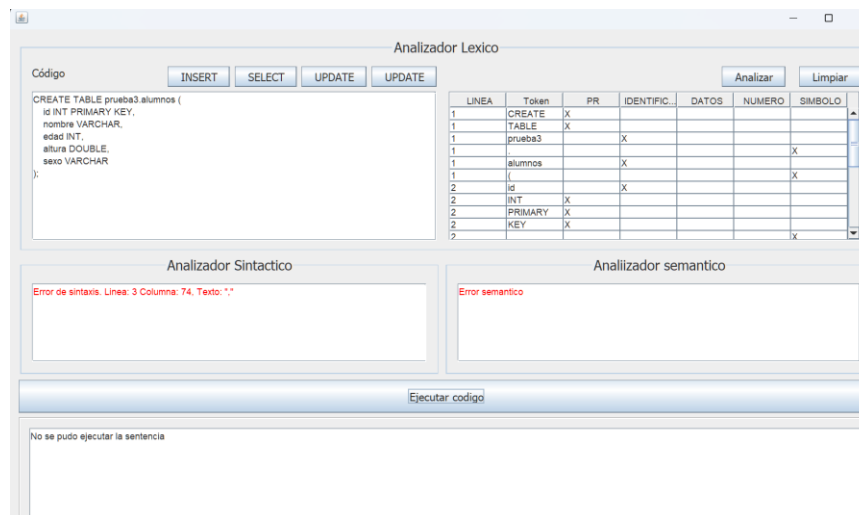 Analizador Lexico
Código
INSERT SELECT UPDATE UPDATE
Analizar Limpiar
CREATE TABLE prueba3.alumnos (
id INT PRIMARY KEY,
nombre VARCHAR,
edad INT,
altura DOUBLE,
sexo VARCHAR
);
LINEA Token PR IDENTIFIC... DATOS NUMERO SIMBOLO
1 CREATE X
1 TABLE X
1 prueba3 X
1 . X
1 alumnos X
1 ( X
2 id X
2 INT X
2 PRIMARY X
2 KEY X
2 X
Analizador Sintactico
Error de sintaxis. Linea: 3 Columna: 74, Texto: ","
Analiizador semantico
Error semantico
Ejecutar codigo
No se pudo ejecutar la sentencia